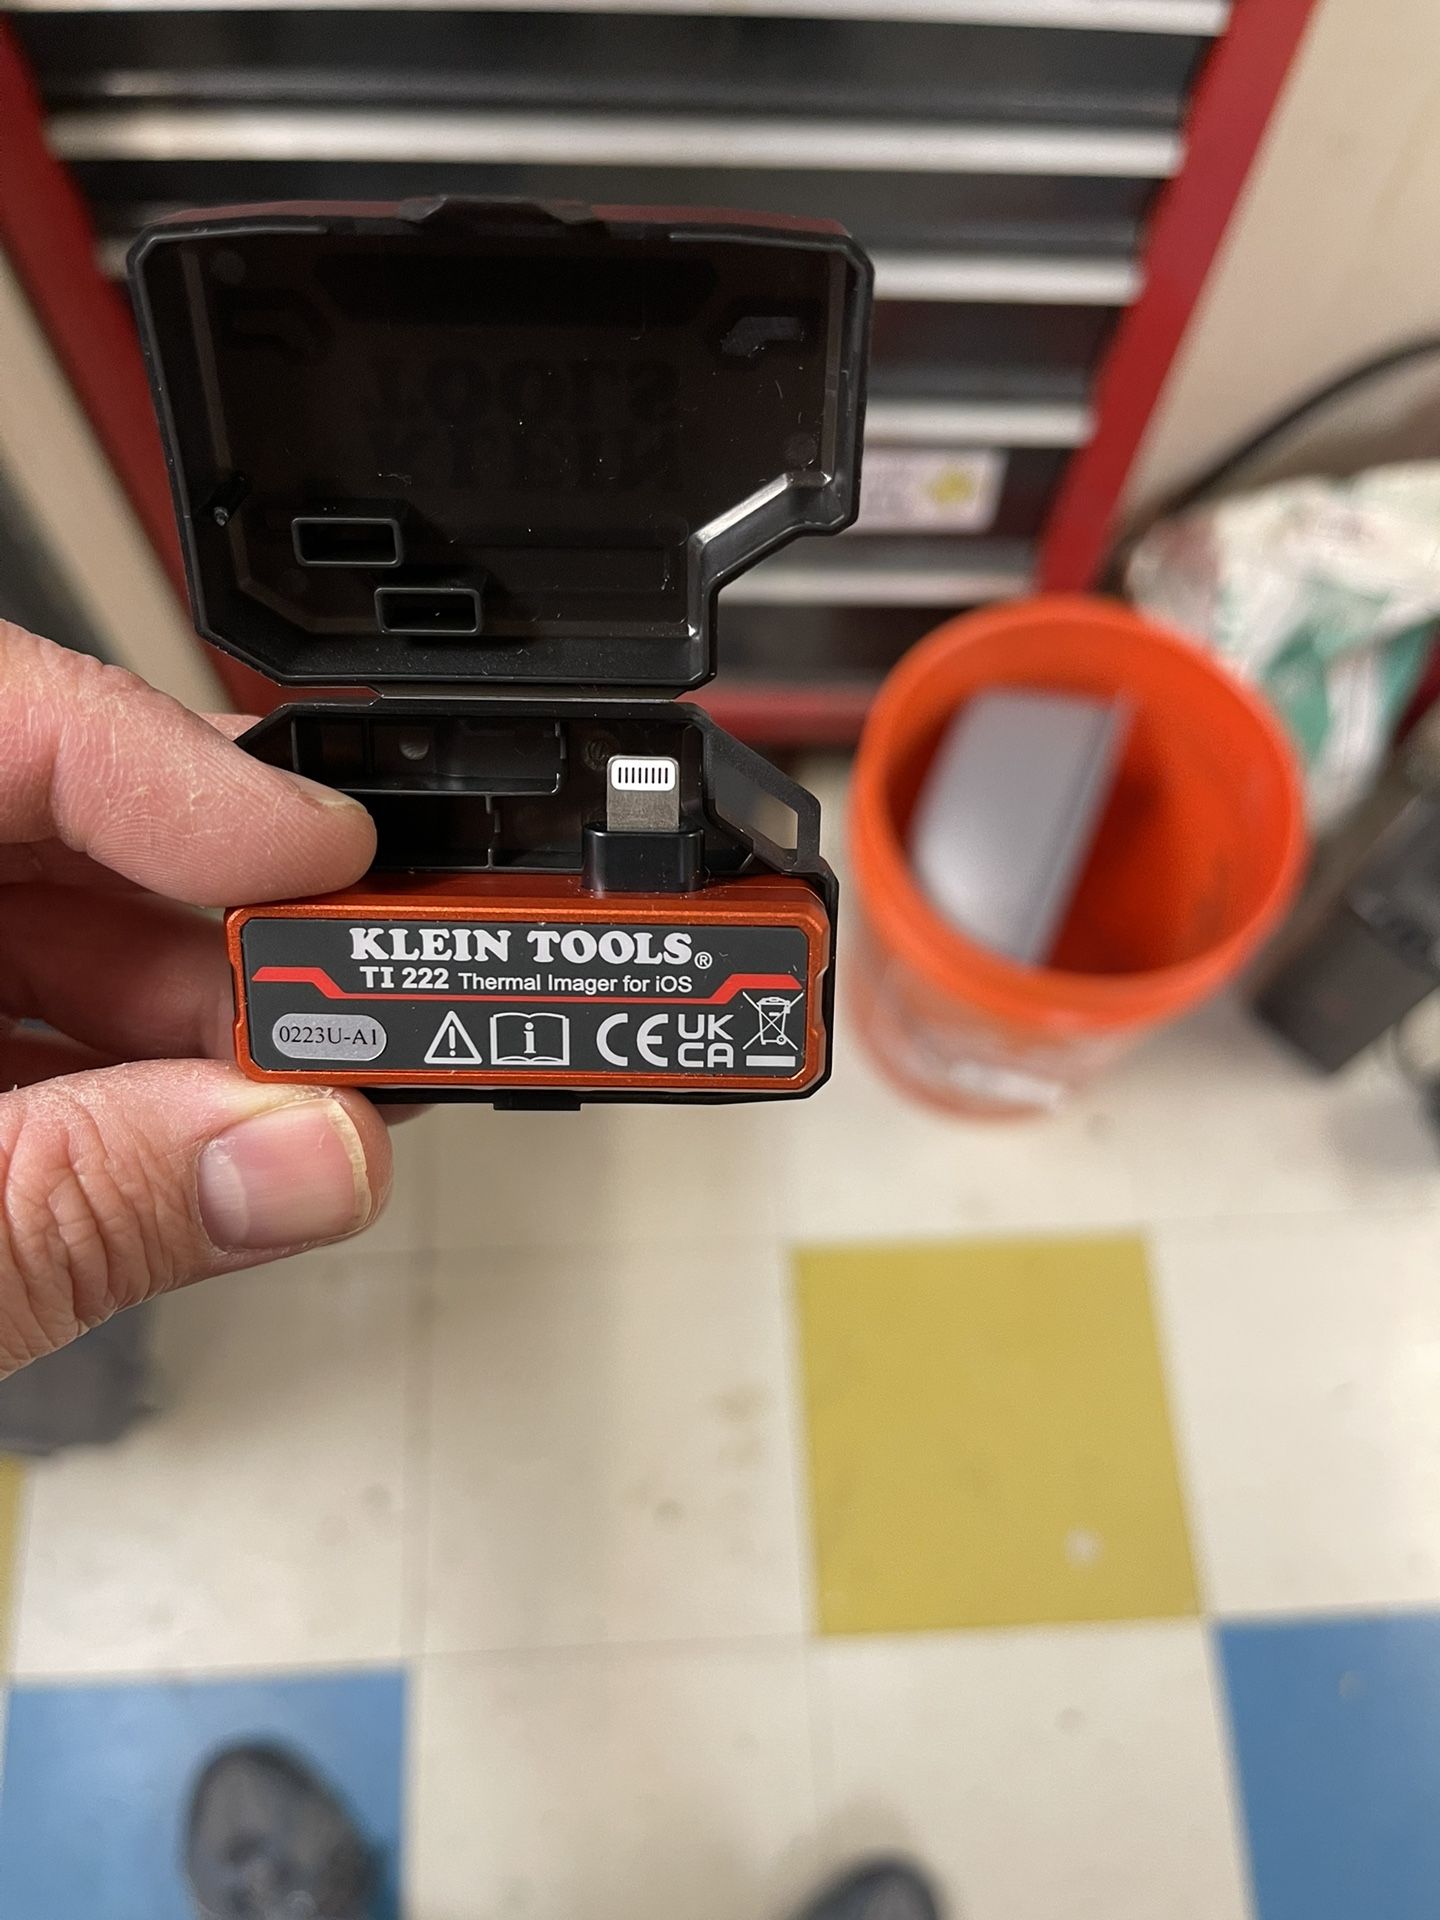 KLEIN TOOLS®
TI 222 Thermal Imager for iOS
0223U-A1
i
CE
UK
CA